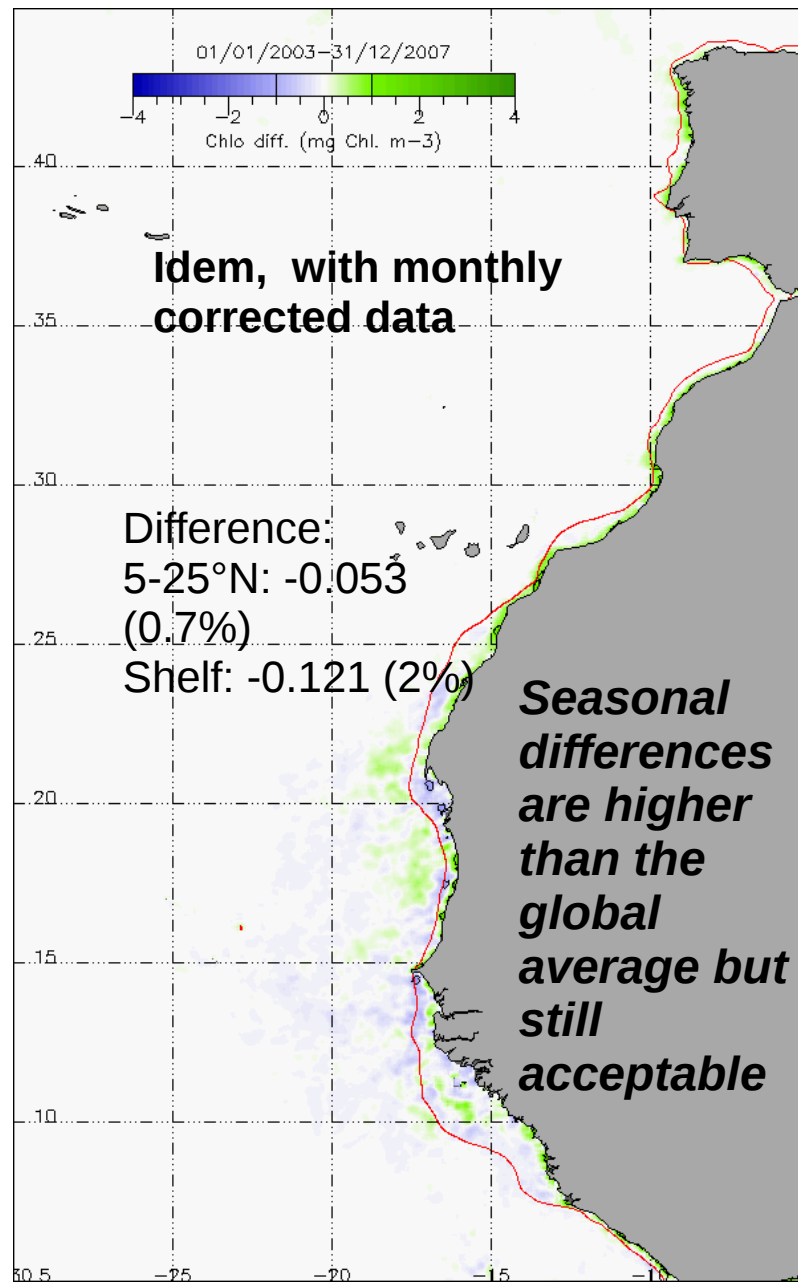 01/01/2003–31/12/2007
−4 −2 0 2 4
Chlo diff. (mg Chl. m−3)
40
Idem, with monthly
corrected data
35
30
Difference:
5-25°N: -0.053
(0.7%)
25
Shelf: -0.121 (2%)
Seasonal
differences
are higher
than the
global
average but
still
acceptable
20
15
10
30.5 −25 −20 −15